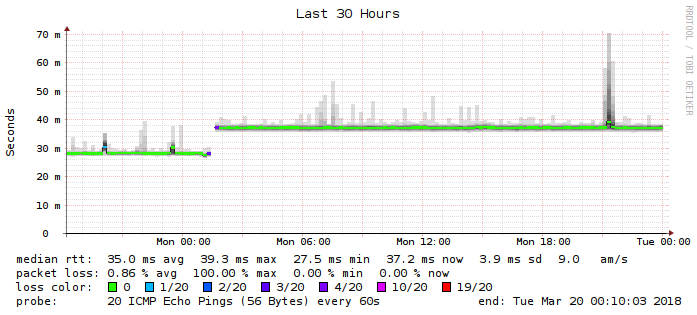 Last 30 Hours
RRDTOOL / TOBI OETIKER
Seconds
70 m
60 m
50 m
40 m
30 m
20 m
10 m
0
Mon 00:00 Mon 06:00 Mon 12:00 Mon 18:00 Tue 00:00
median rtt: 35.0 ms avg 39.3 ms max 27.5 ms min 37.2 ms now 3.9 ms sd 9.0 am/s
packet loss: 0.86 % avg 100.00 % max 0.00 % min 0.00 % now
loss color: 0 1/20 2/20 3/20 4/20 10/20 19/20
probe: 20 ICMP Echo Pings (56 Bytes) every 60s end: Tue Mar 20 00:10:03 2018